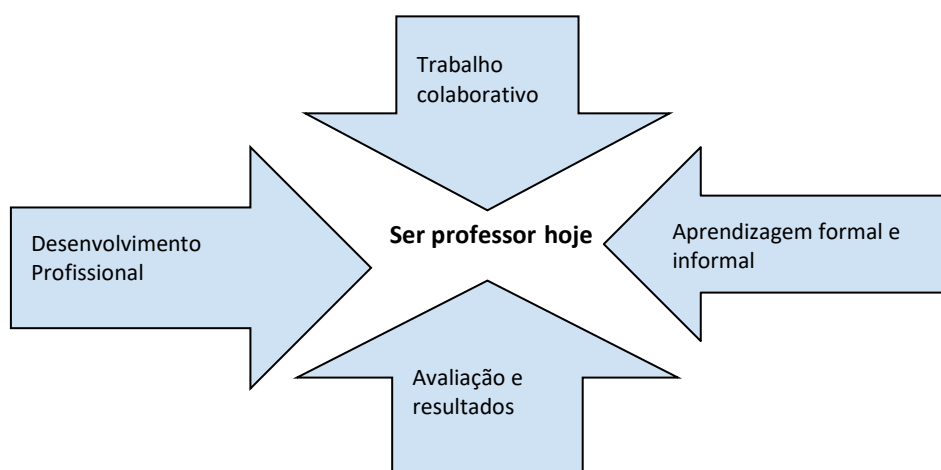 Trabalho
colaborativo
Ser professor hoje
Desenvolvimento
Profissional
Aprendizagem formal e
informal
Avaliação e
resultados